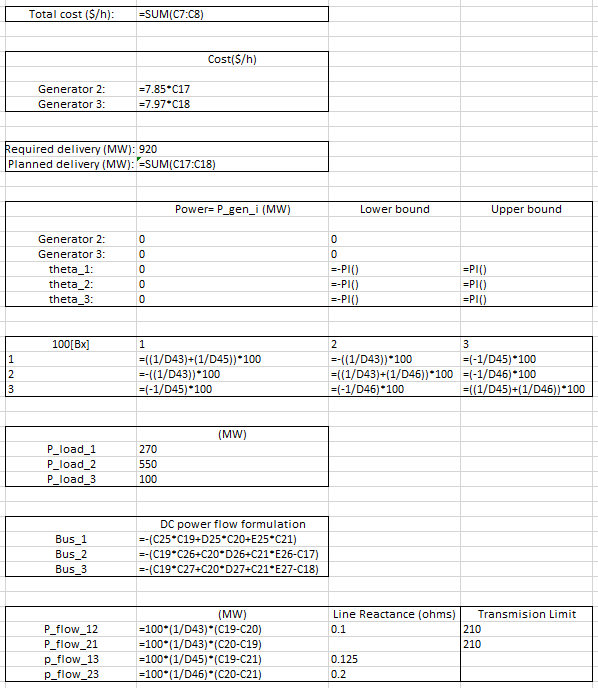 Total cost ($/h): =SUM(C7:C8)
Cost($/h)
Generator 2: =7.85*C17
Generator 3: =7.97*C18
Required delivery (MW): 920
Planned delivery (MW): =SUM(C17:C18)
Power= P_gen_i (MW) Lower bound Upper bound
Generator 2: 0 0
Generator 3: 0 0
theta_1: 0 =-PI() =PI()
theta_2: 0 =-PI() =PI()
theta_3: 0 =-PI() =PI()
100[Bx] 1 2 3
1 =((1/D43)+(1/D45))*100 =-((1/D43))*100 =(-1/D45)*100
2 =-((1/D43))*100 =((1/D43)+(1/D46))*100 =(-1/D46)*100
3 =(-1/D45)*100 =(-1/D46)*100 =((1/D45)+(1/D46))*100
(MW)
P_load_1 270
P_load_2 550
P_load_3 100
DC power flow formulation
Bus_1 =-(C25*C19+D25*C20+E25*C21)
Bus_2 =-(C19*C26+C20*D26+C21*E26-C17)
Bus_3 =-(C19*C27+C20*D27+C21*E27-C18)
(MW) Line Reactance (ohms) Transmision Limit
P_flow_12 =100*(1/D43)*(C19-C20) 0.1 210
P_flow_21 =100*(1/D43)*(C20-C19) 210
p_flow_13 =100*(1/D45)*(C19-C21) 0.125
p_flow_23 =100*(1/D46)*(C20-C21) 0.2